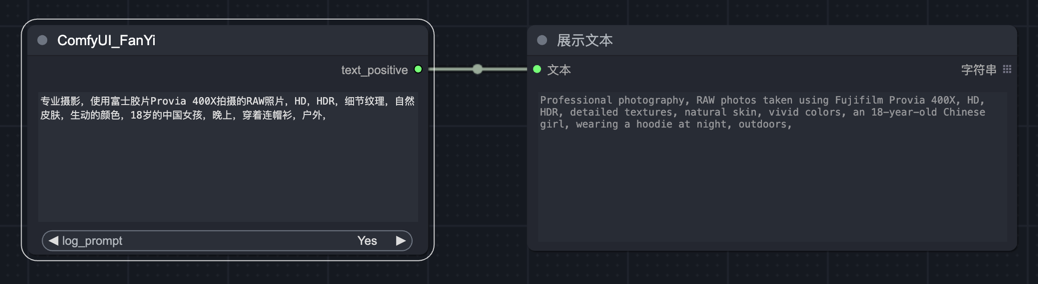 ComfyUI_FanYi
text_positive
专业摄影，使用富士胶片Provia 400X拍摄的RAW照片，HD，HDR，细节纹理，自然
皮肤，生动的颜色，18岁的中国女孩，晚上，穿着连帽衫，户外，
log_prompt Yes
展示文本
文本 字符串
Professional photography, RAW photos taken using Fujifilm Provia 400X, HD,
HDR, detailed textures, natural skin, vivid colors, an 18-year-old Chinese
girl, wearing a hoodie at night, outdoors,